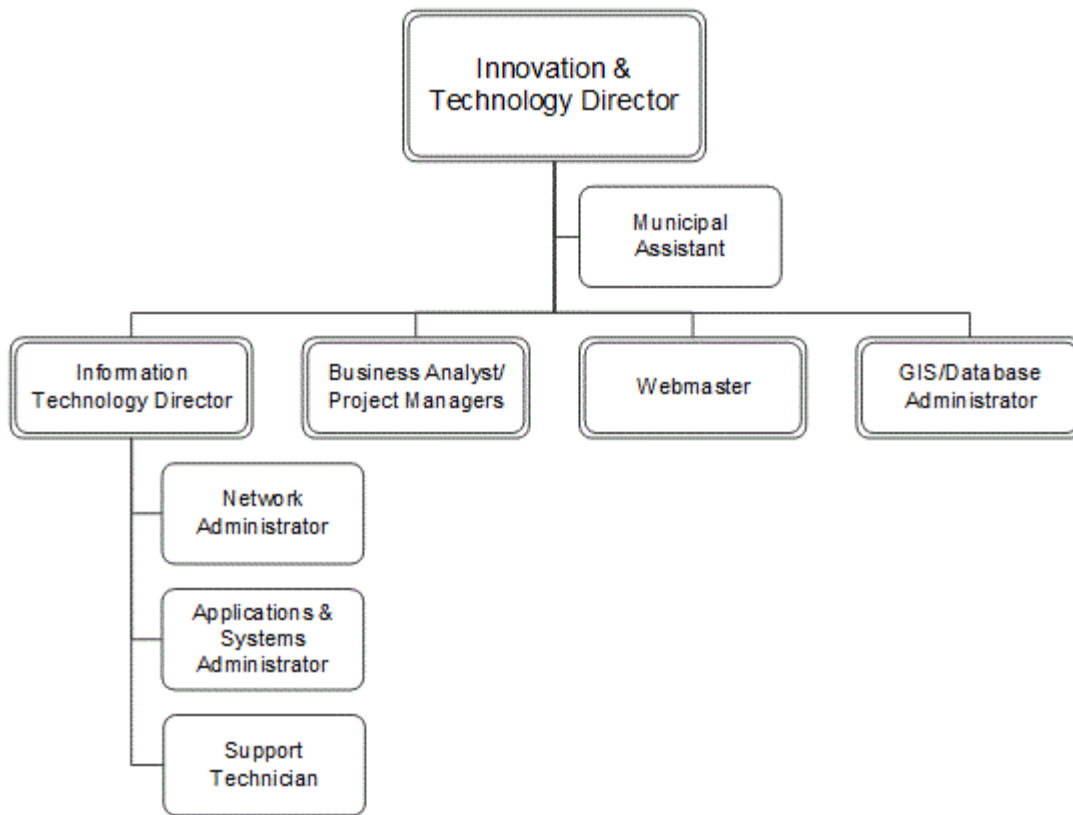 Innovation &
Technology Director
Municipal
Assistant
Information
Technology Director
Business Analyst/
Project Managers
Webmaster
GIS/Database
Administrator
Network
Administrator
Applications &
Systems
Administrator
Support
Technician